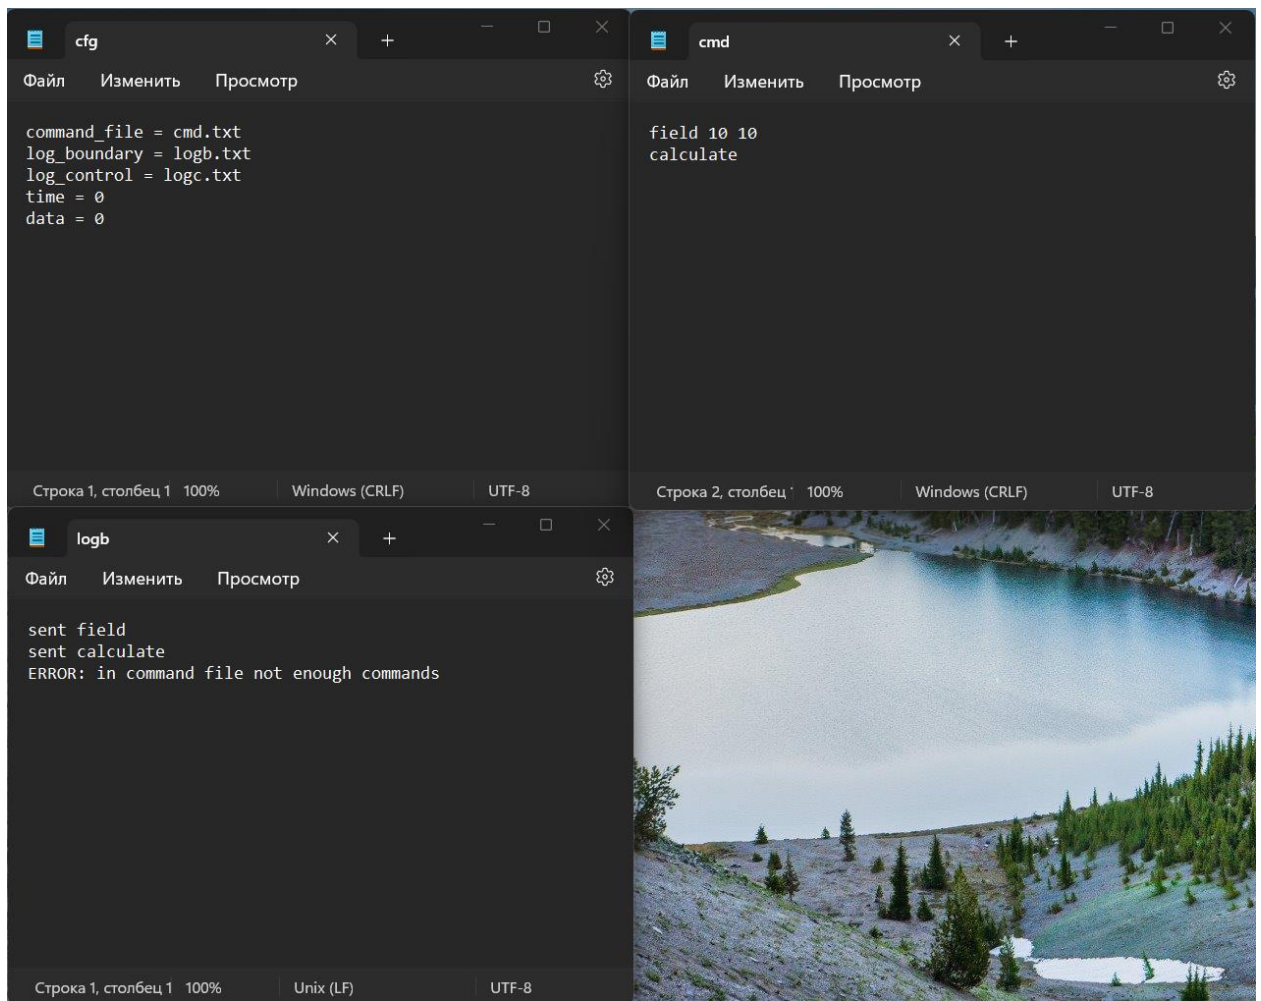 cfg
Файл Изменить Просмотр
command_file = cmd.txt
log_boundary = logb.txt
log_control = logc.txt
time = 0
data = 0
Строка 1, столбец 1 100% Windows (CRLF) UTF-8
cmd
Файл Изменить Просмотр
field 10 10
calculate
Строка 2, столбец 100% Windows (CRLF) UTF-8
logb
Файл Изменить Просмотр
sent field
sent calculate
ERROR: in command file not enough commands
Строка 1, столбец 1 100% Unix (LF) UTF-8